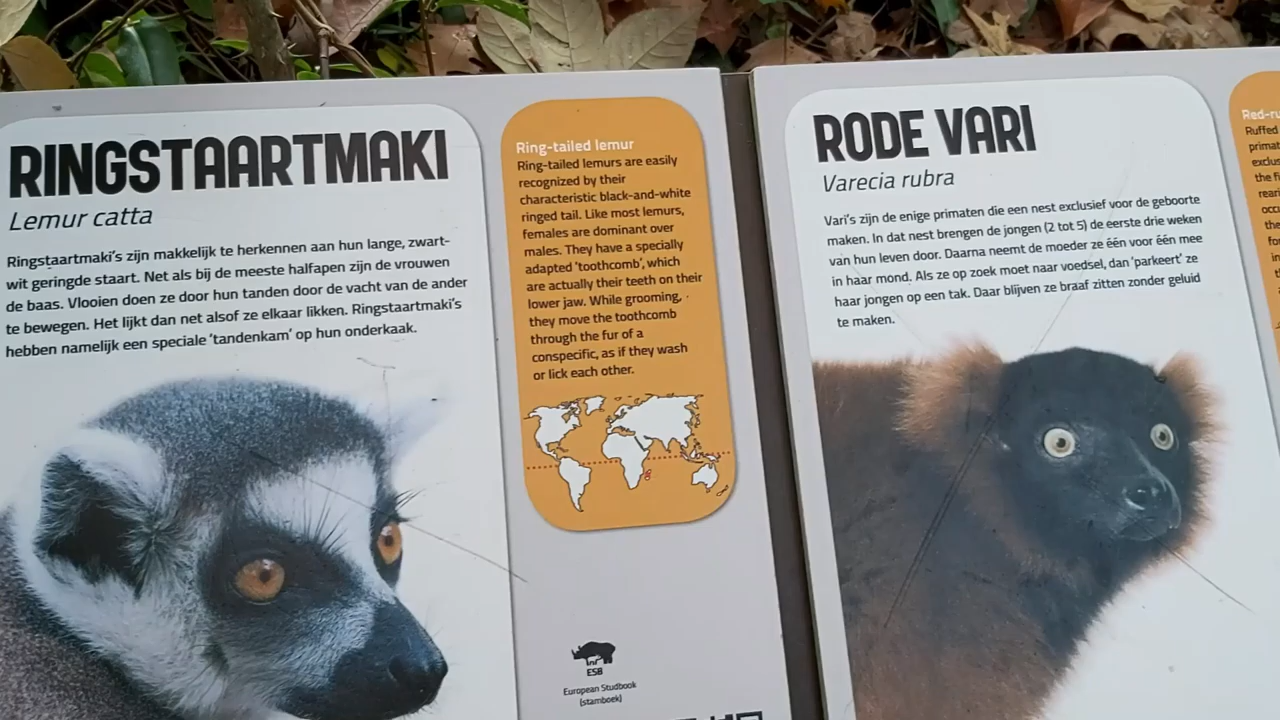 RINGSTAARTMAKI
Lemur catta
Ringstaartmaki's zijn makkelijk te herkennen aan hun lange, zwart-
wit geringde staart. Net als bij de meeste halfapen zijn de vrouwen
de baas. Vlooien doen ze door hun tanden door de vacht van de ander
te bewegen. Het lijkt dan net alsof ze elkaar likken. Ringstaartmaki's
hebben namelijk een speciale 'tandenkam' op hun onderkaak.
Ring-tailed lemur
Ring-tailed lemurs are easily
recognized by their
characteristic black-and-white
ringed tail. Like most lemurs,
females are dominant over
males. They have a specially
adapted 'toothcomb', which
are actually their teeth on their
lower jaw. While grooming,
they move the toothcomb
through the fur of a
conspecific, as if they wash
or lick each other.
ESB
European Studbook
(stamboek)
RODE VARI
Varecia rubra
Vari's zijn de enige primaten die een nest exclusief voor de geboorte
maken. In dat nest brengen de jongen (2 tot 5) de eerste drie weken
van hun leven door. Daarna neemt de moeder ze één voor één mee
in haar mond. Als ze op zoek moet naar voedsel, dan 'parkeert' ze
haar jongen op een tak. Daar blijven ze braaf zitten zonder geluid
te maken.
Ruffed
the